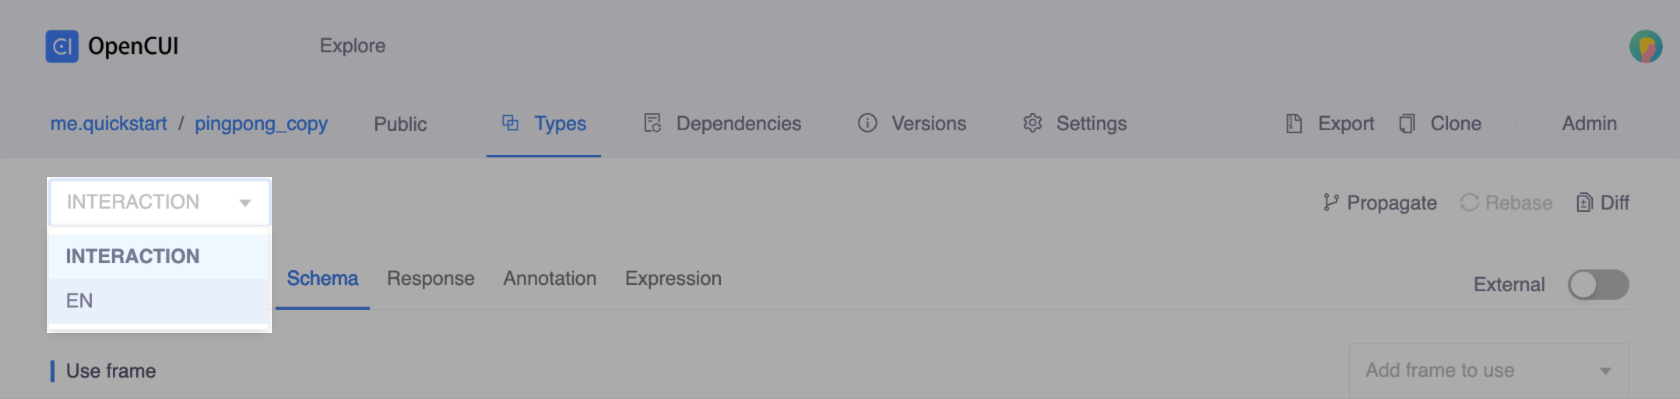 CI OpenCUI Explore
me.quickstart / pingpong_copy Public Types Dependencies Versions Settings Export Clone Admin
INTERACTION Propagate Rebase Diff
INTERACTION
Schema Response Annotation Expression External
EN
Use frame Add frame to use